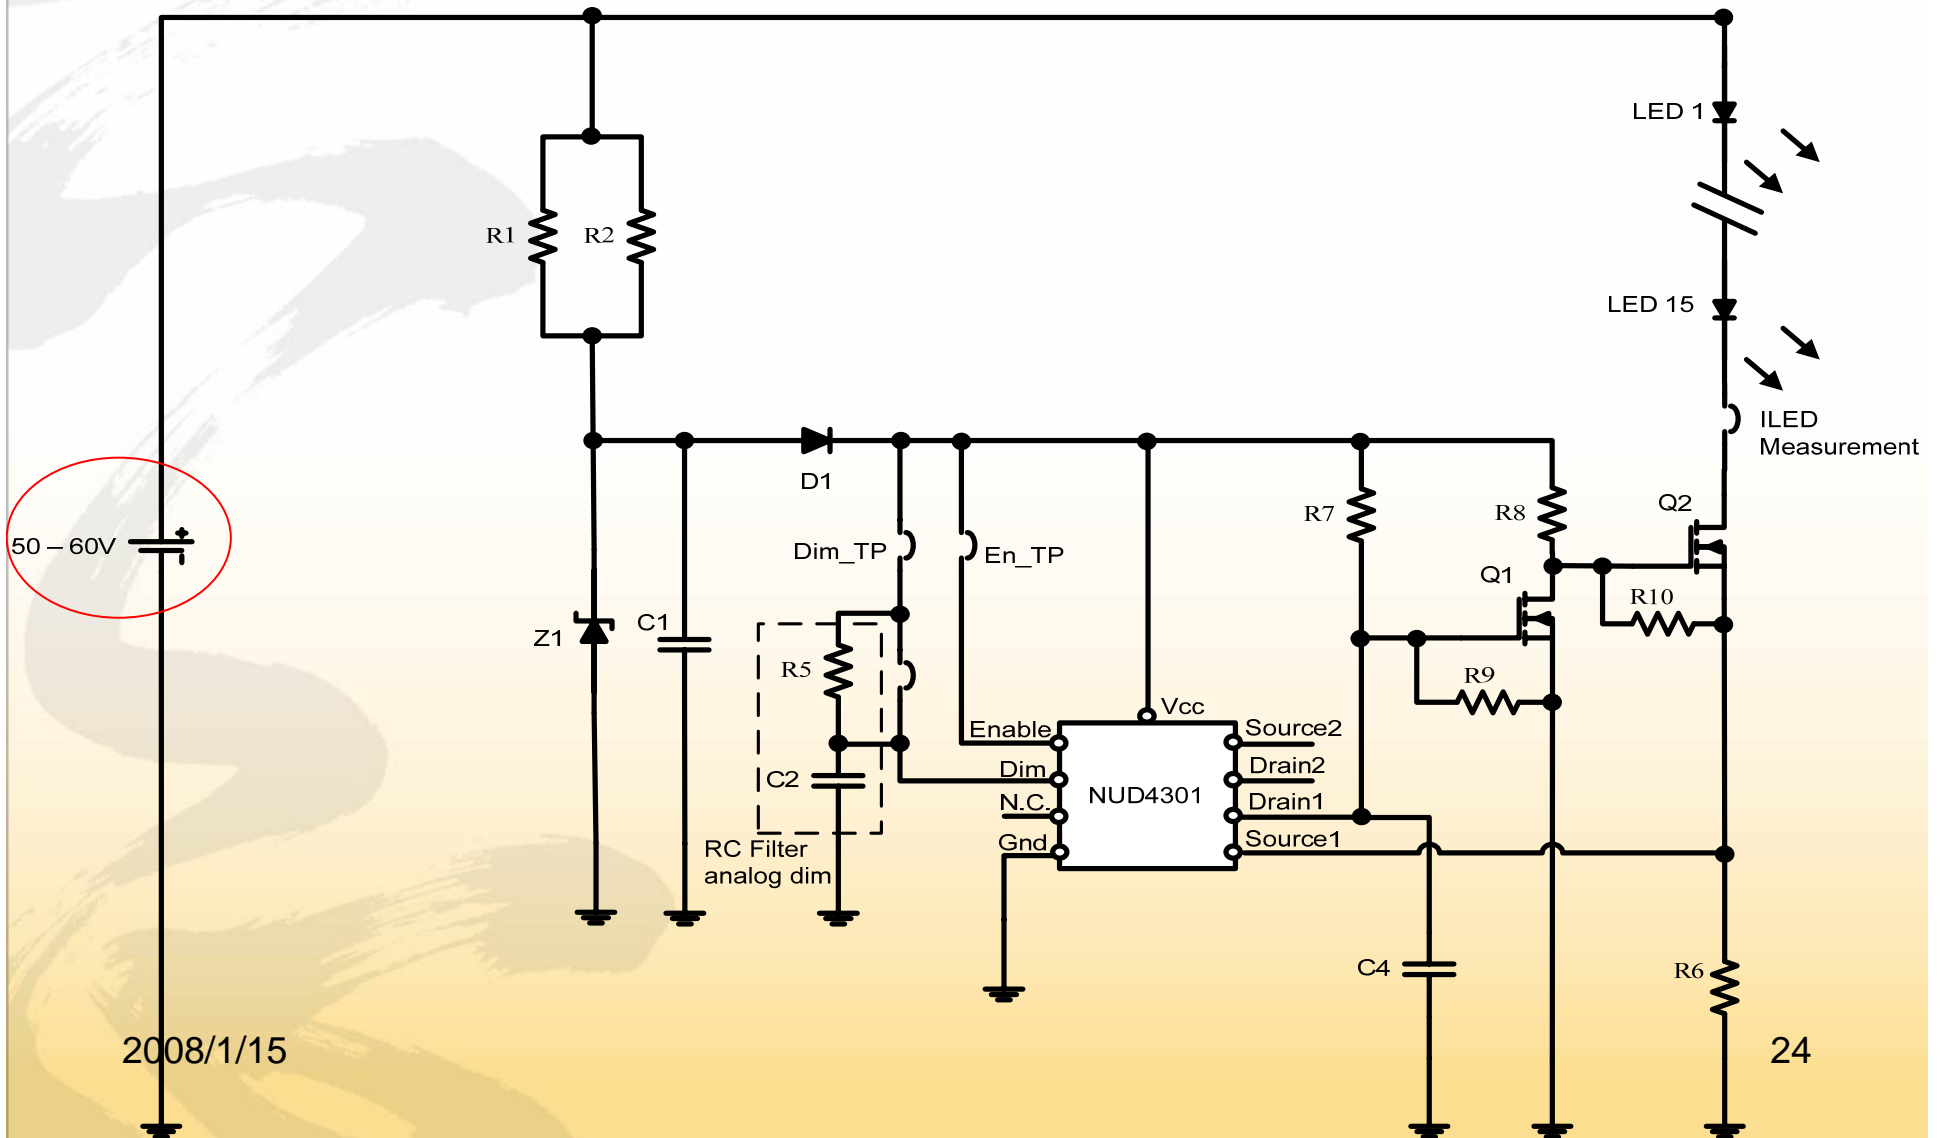 LED 1
R1
R2
LED 15
ILED
Measurement
D1
R7
R8
Q2
50 – 60V
Dim_TP
En_TP
Q1
R10
Z1
C1
R5
R9
Vcc
Enable
Source2
Dim
Drain2
C2
NUD4301
N.C.
Drain1
Gnd
Source1
RC Filter
analog dim
C4
R6
2008/1/15
24